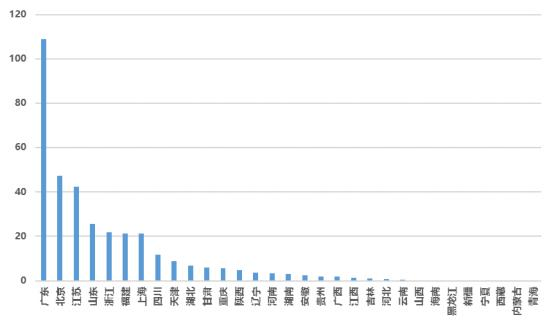 120
100
80
60
40
20
0
广东
北京
江苏
山东
浙江
福建
上海
四川
天津
湖北
甘肃
重庆
陕西
辽宁
河南
湖南
安徽
贵州
广西
江西
吉林
河北
云南
山西
海南
黑龙江
新疆
宁夏
西藏
内蒙古
青海